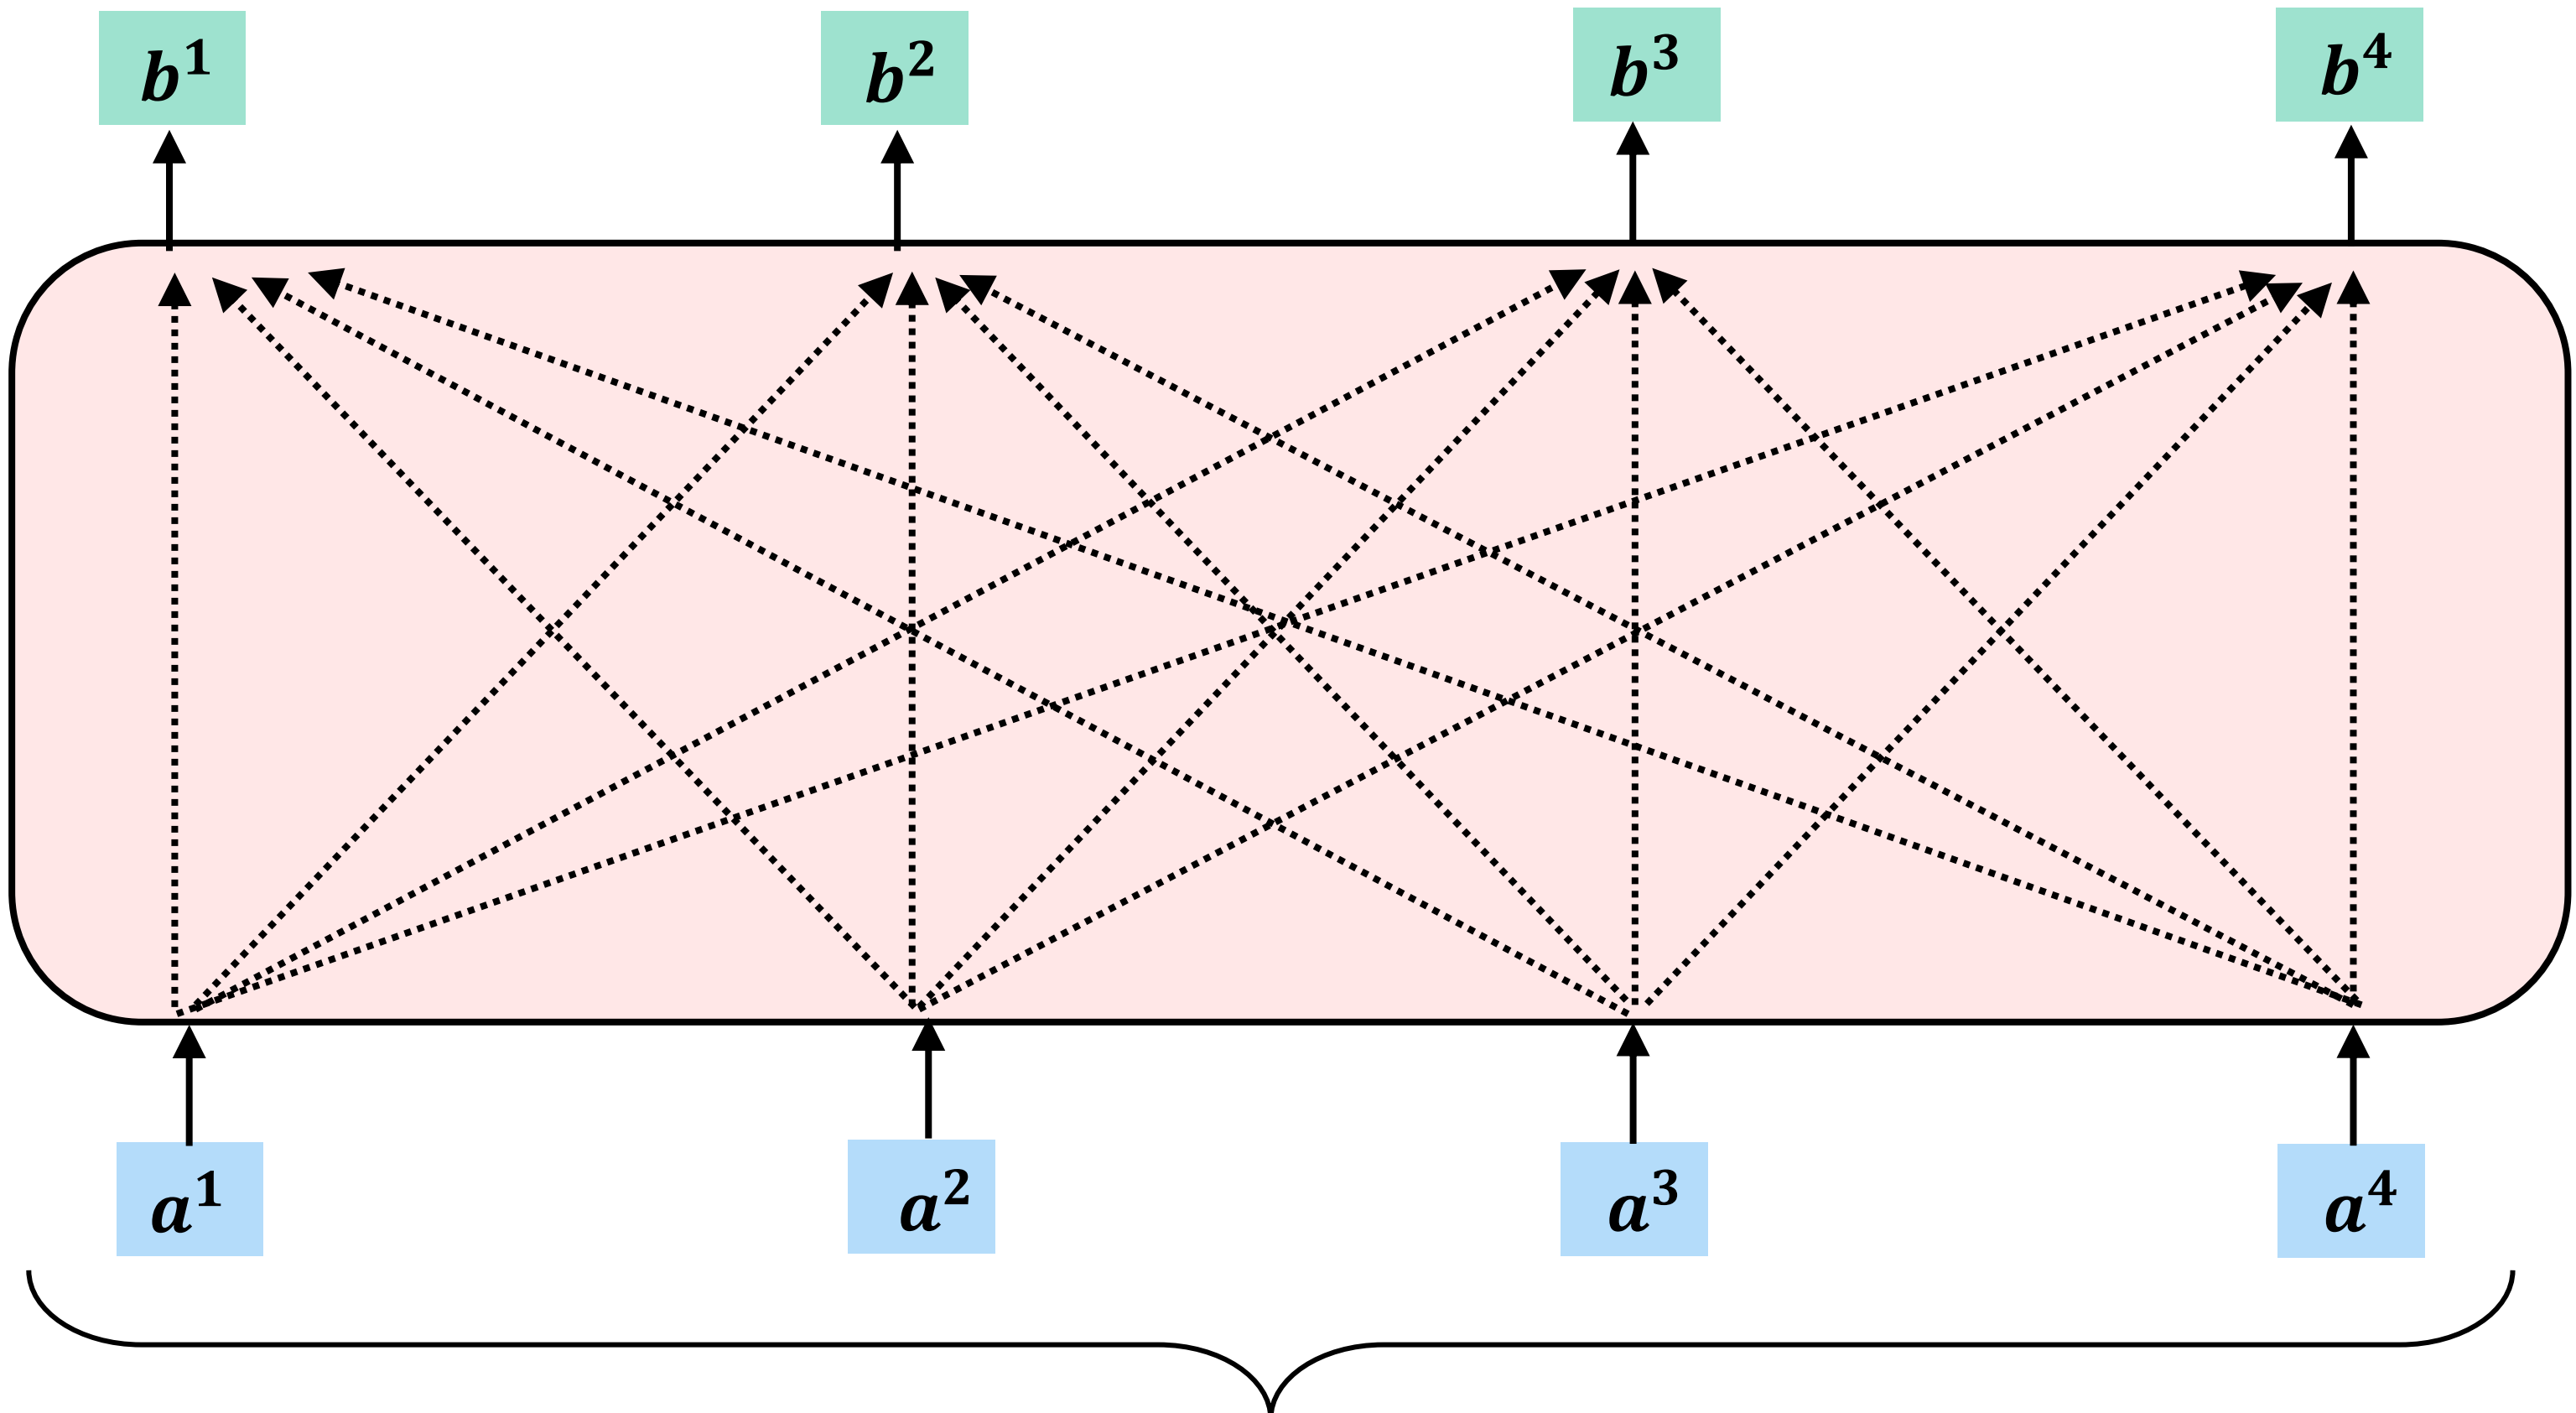 b¹ b² b³ b⁴
a¹ a² a³ a⁴